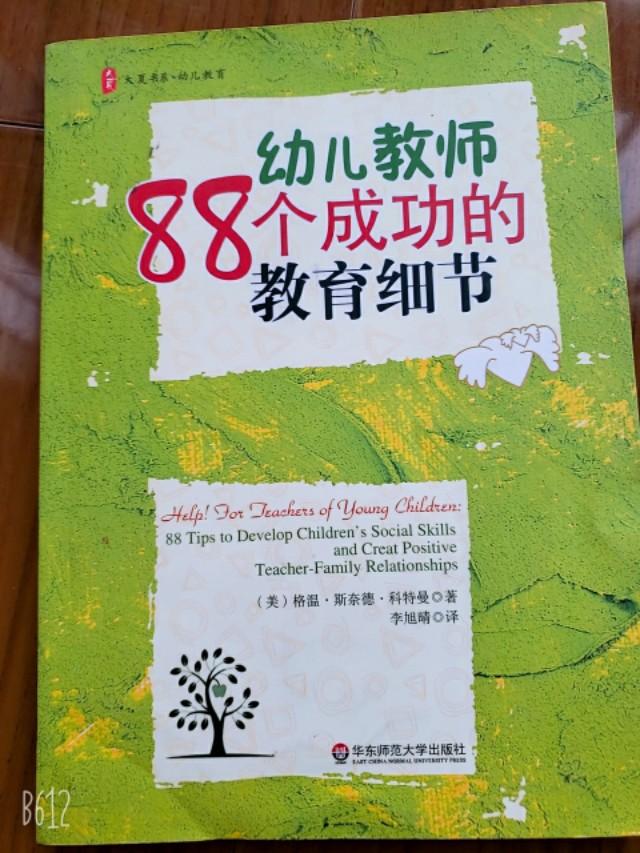 大夏
大夏书系·幼儿教育
幼儿教师
88个成功的
教育细节
Help! For Teachers of Young Children:
88 Tips to Develop Children's Social Skills
and Creat Positive
Teacher-Family Relationships
（美）格温·斯奈德·科特曼◎著
李旭晴◎译
华东师范大学出版社
EAST CHINA NORMAL UNIVERSITY PRESS
B612